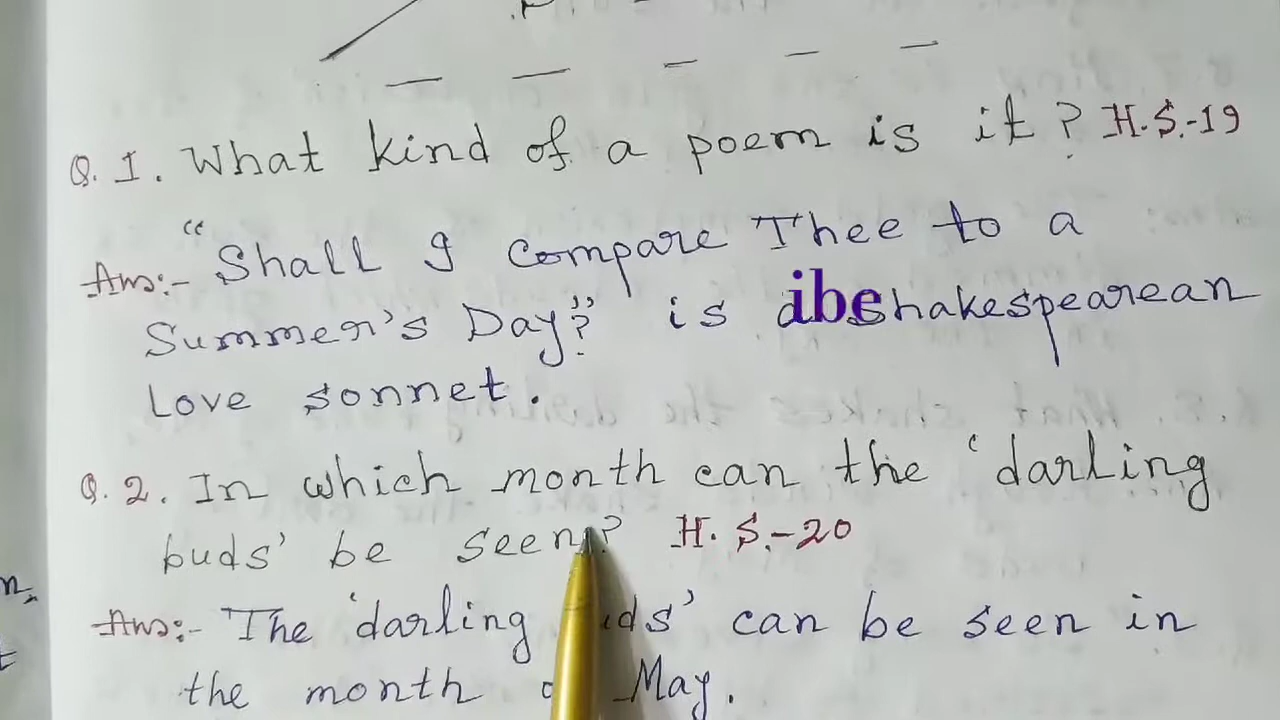 Q. 1. What kind of a poem is it? H.S.-19
Ans:- "Shall I compare Thee to a
Summer's Day?" is ibe shakespearean
Love sonnet.
Q. 2. In which month can the 'darling
buds' be seen? H.S.-20
Ans:- The 'darling can be seen in
the month May.